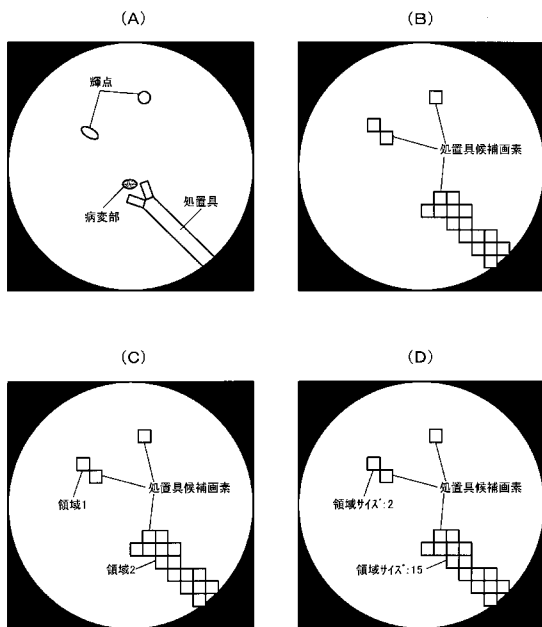 (A)
(B)
輝点
処置具候補画素
処置具
病変部
(C)
(D)
処置具候補画素
領域1
領域2
処置具候補画素
領域サイズ:2
領域サイズ:15